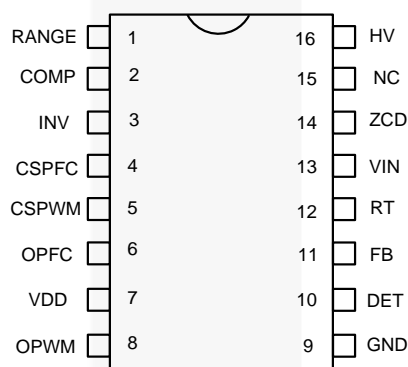 RANGE 1 16 HV
COMP 2 15 NC
INV 3 14 ZCD
CSPFC 4 13 VIN
CSPWM 5 12 RT
OPFC 6 11 FB
VDD 7 10 DET
OPWM 8 9 GND